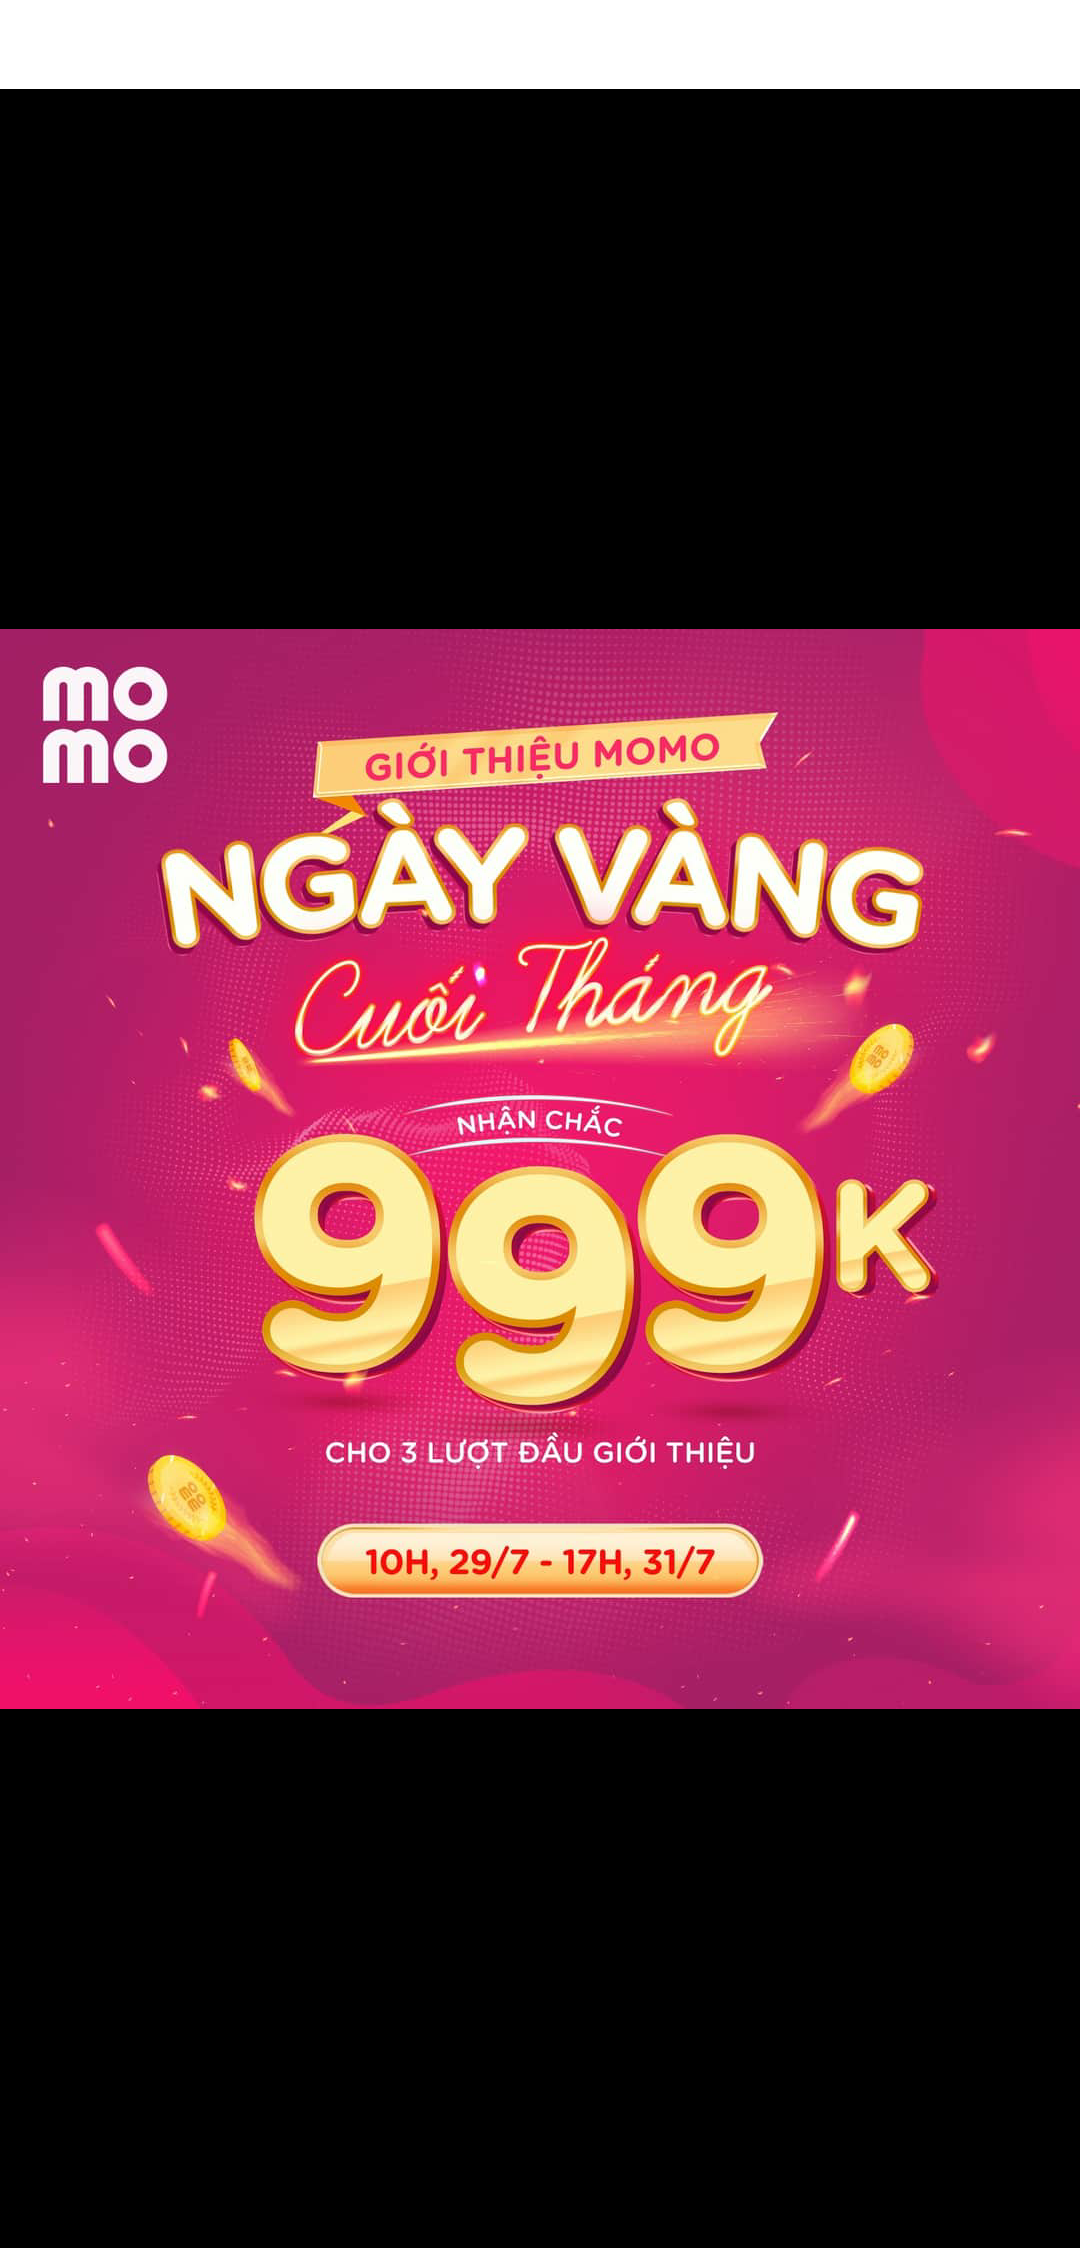 mo
mo
GIỚI THIỆU MOMO
NGÀY VÀNG
Cuối Tháng
NHẬN CHẮC
999K
CHO 3 LƯỢT ĐẦU GIỚI THIỆU
10H, 29/7 - 17H, 31/7